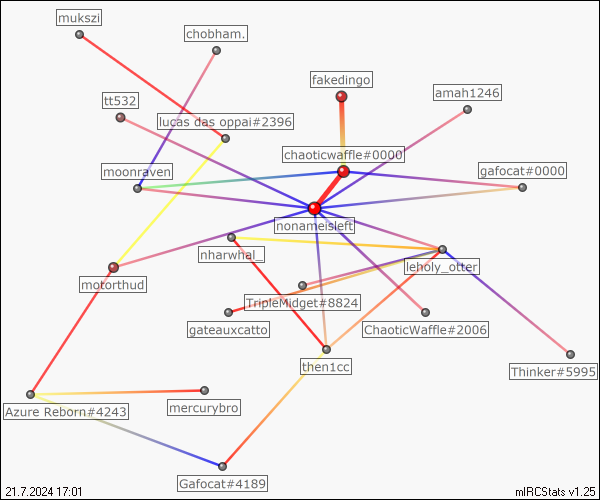 mukszi
chobham.
fakedingo
amah1246
tt532
lucas das oppai#2396
chaoticwaffle#0000
moonraven
gafocat#0000
nonameisleft
nharwhal_
leholy_otter
motorthud
TripleMidget#8824
gateauxcatto
ChaoticWaffle#2006
then1cc
Thinker#5995
Azure Reborn#4243
mercurybro
Gafocat#4189
21.7.2024 17:01
mIRCStats v1.25